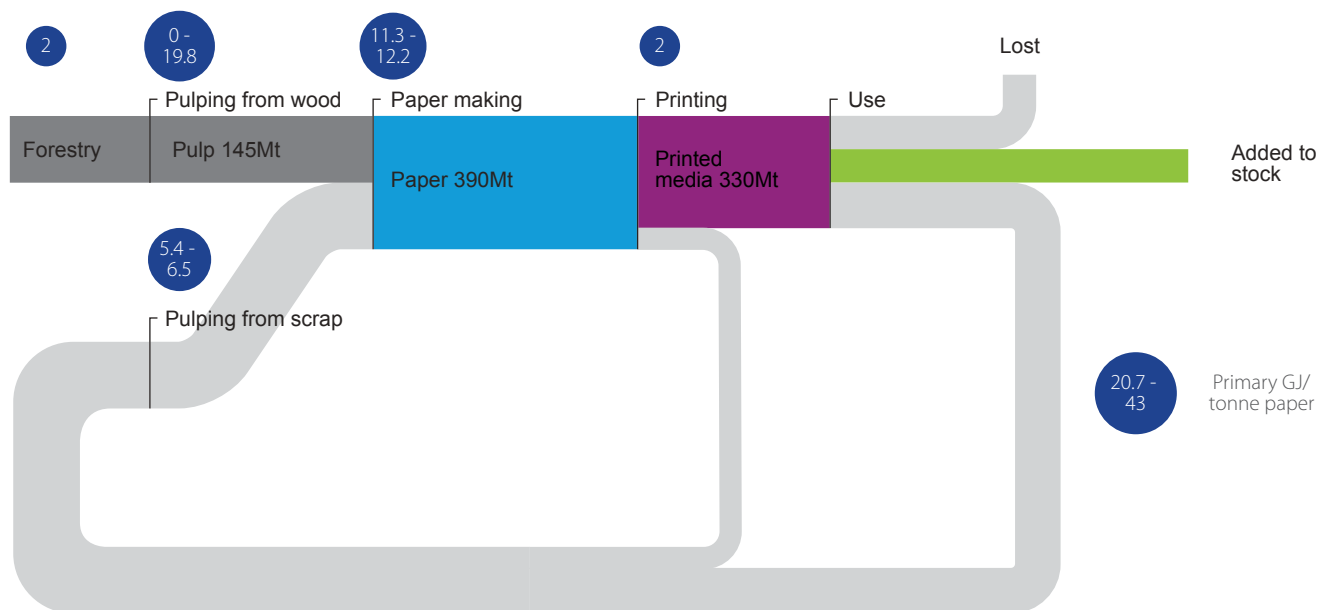 2
0 -
19.8
11.3 -
12.2
2
Lost
Pulping from wood
Paper making
Printing
Use
Forestry
Pulp 145Mt
Paper 390Mt
Printed
media 330Mt
Added to
stock
5.4 -
6.5
Pulping from scrap
20.7 -
43
Primary GJ/
tonne paper